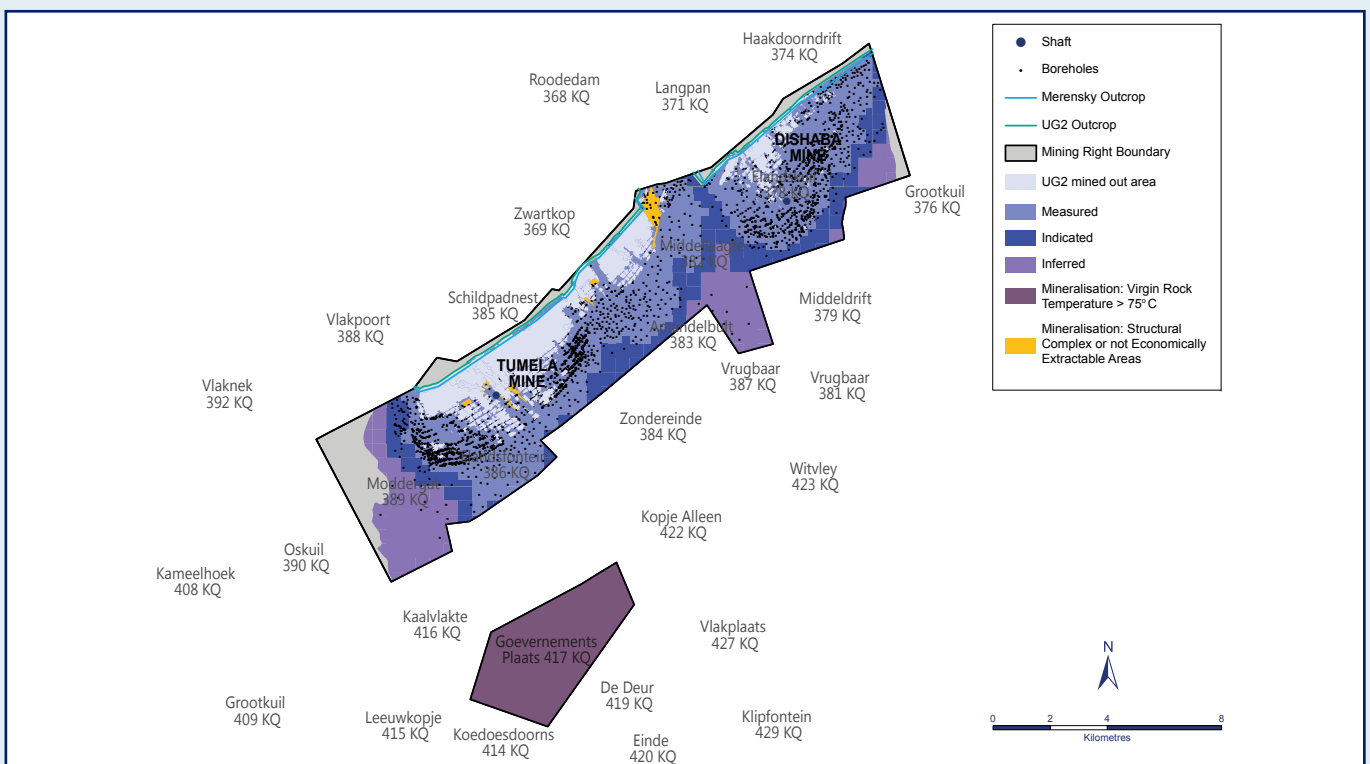 Haakdoorndrift
374 KQ
Roodedam
368 KQ
Langpan
371 KQ
DISHABA
MINE
Grootkuil
376 KQ
Zwartkop
369 KQ
382 KQ
Schildpadnest
385 KQ
Middeldrift
379 KQ
Vlakpoort
388 KQ
Amandelbult
383 KQ
TUMELA
MINE
Vrugbaar
387 KQ
Vrugbaar
381 KQ
Vlaknek
392 KQ
Zondereinde
384 KQ
386 KQ
Witvley
423 KQ
Moddergat
389 KQ
Kopje Alleen
422 KQ
Oskuil
390 KQ
Kameelhoek
408 KQ
Kaalvlakte
416 KQ
Goevernements
Plaats 417 KQ
Vlakplaats
427 KQ
De Deur
419 KQ
Grootkuil
409 KQ
Leeuwkopje
415 KQ
Koedoesdoorns
414 KQ
Klipfontein
429 KQ
Einde
420 KQ
Shaft
Boreholes
Merensky Outcrop
UG2 Outcrop
Mining Right Boundary
UG2 mined out area
Measured
Indicated
Inferred
Mineralisation: Virgin Rock
Temperature > 75°C
Mineralisation: Structural
Complex or not Economically
Extractable Areas
N
0 2 4 8
Kilometres